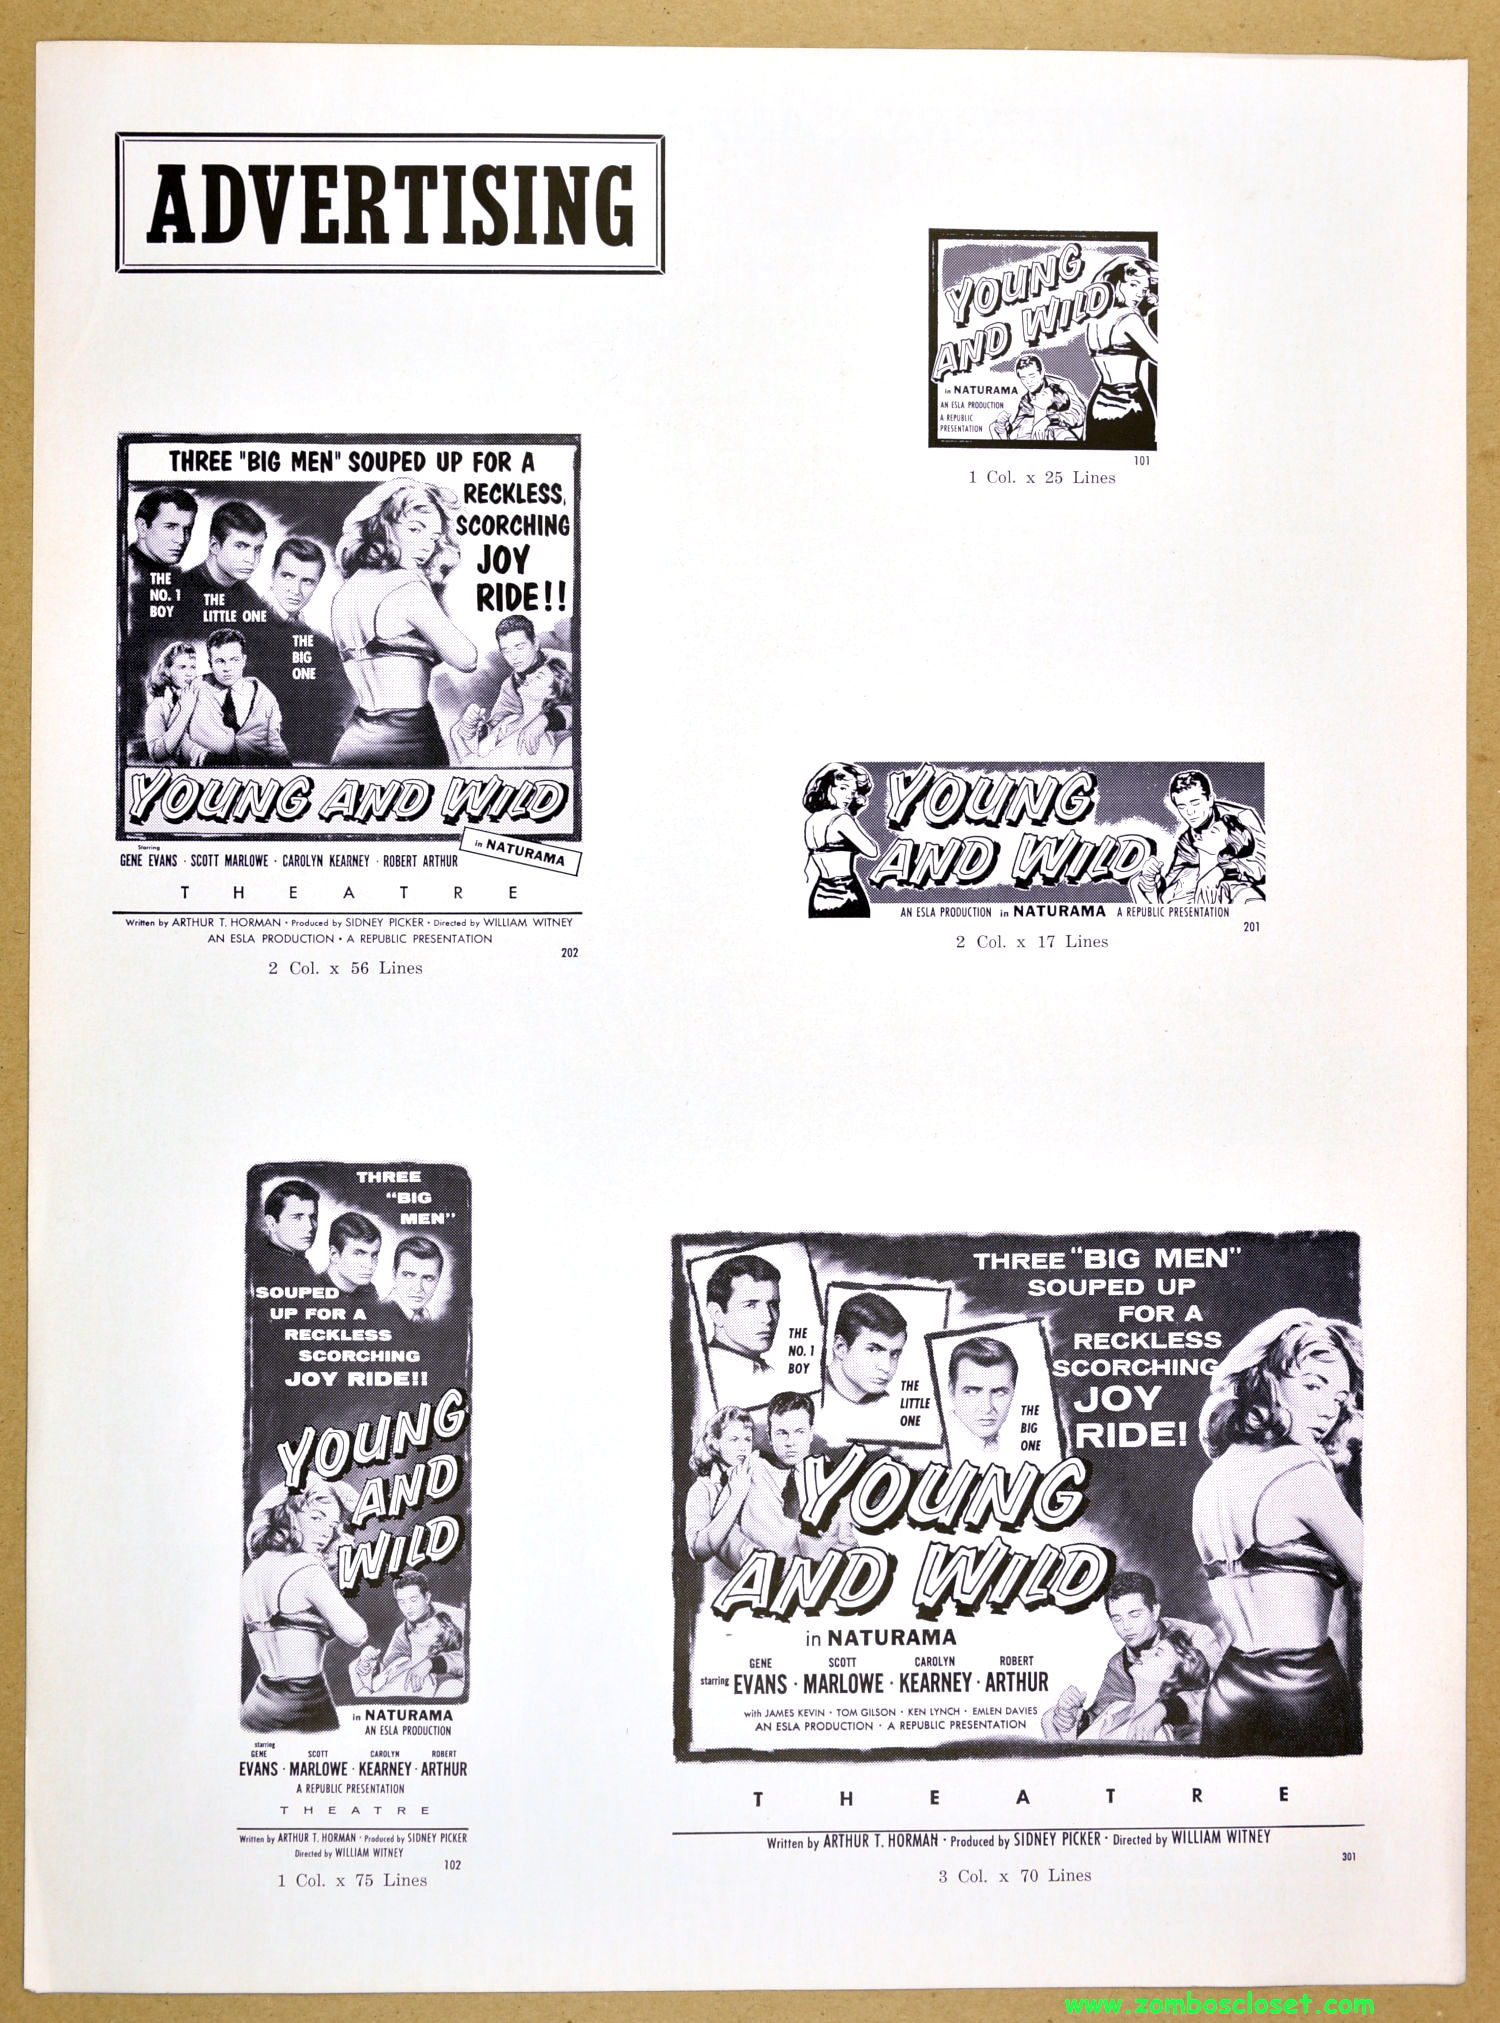 ADVERTISING
YOUNG
AND WILD
in NATURAMA
AN ESLA PRODUCTION
A REPUBLIC
PRESENTATION
101
1 Col. x 25 Lines
THREE "BIG MEN" SOUPED UP FOR A
RECKLESS,
SCORCHING
JOY
RIDE!!
THE
NO. 1
BOY
THE
LITTLE ONE
THE
BIG
ONE
YOUNG AND WILD
in NATURAMA
Starring
GENE EVANS · SCOTT MARLOWE · CAROLYN KEARNEY · ROBERT ARTHUR
THEATRE
Written by ARTHUR T. HORMAN · Produced by SIDNEY PICKER · Directed by WILLIAM WITNEY
AN ESLA PRODUCTION · A REPUBLIC PRESENTATION
202
2 Col. x 56 Lines
YOUNG
AND WILD
AN ESLA PRODUCTION in NATURAMA A REPUBLIC PRESENTATION
201
2 Col. x 17 Lines
THREE
"BIG
MEN"
SOUPED
UP FOR A
RECKLESS
SCORCHING
JOY RIDE!!
YOUNG
AND
WILD
in NATURAMA
AN ESLA PRODUCTION
starring
GENE SCOTT CAROLYN ROBERT
EVANS · MARLOWE · KEARNEY · ARTHUR
A REPUBLIC PRESENTATION
THEATRE
Written by ARTHUR T. HORMAN · Produced by SIDNEY PICKER
Directed by WILLIAM WITNEY
102
1 Col. x 75 Lines
THREE "BIG MEN"
SOUPED UP
FOR A
RECKLESS
SCORCHING
JOY
RIDE!
THE
NO. 1
BOY
THE
LITTLE
ONE
THE
BIG
ONE
YOUNG
AND WILD
in NATURAMA
GENE SCOTT CAROLYN ROBERT
starring EVANS · MARLOWE · KEARNEY · ARTHUR
with JAMES KEVIN · TOM GILSON · KEN LYNCH · EMLEN DAVIES
AN ESLA PRODUCTION · A REPUBLIC PRESENTATION
THEATRE
Written by ARTHUR T. HORMAN · Produced by SIDNEY PICKER · Directed by WILLIAM WITNEY
301
3 Col. x 70 Lines
www.zomboscloset.com